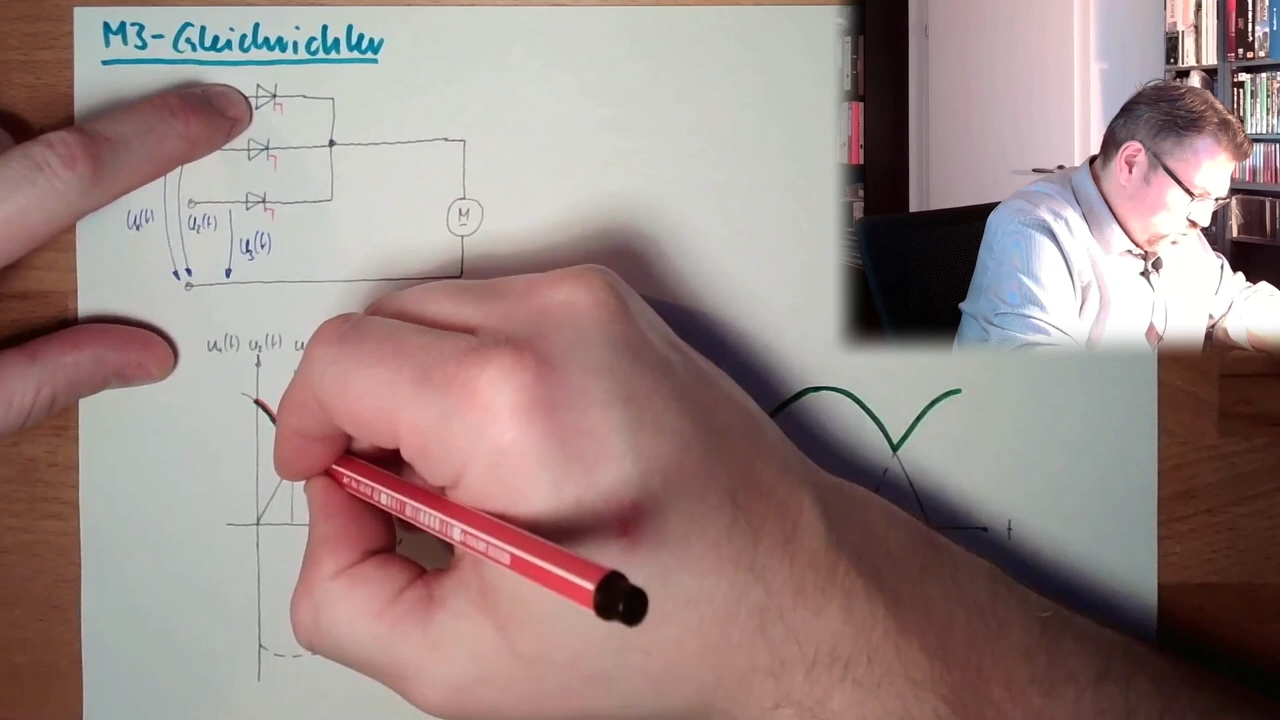 M3-Gleichrichter
u₁(t)
u₂(t)
u₃(t)
M
u₁(t) u₂(t) u
t